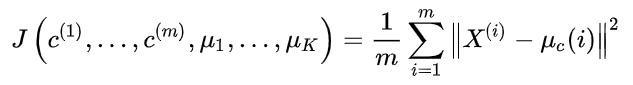 J(c^{(1)}, …, c^{(m)}, μ_1, …, μ_K) = \frac{1}{m} \sum_{i=1}^{m} ‖X^{(i)} − μ_c(i)‖^2